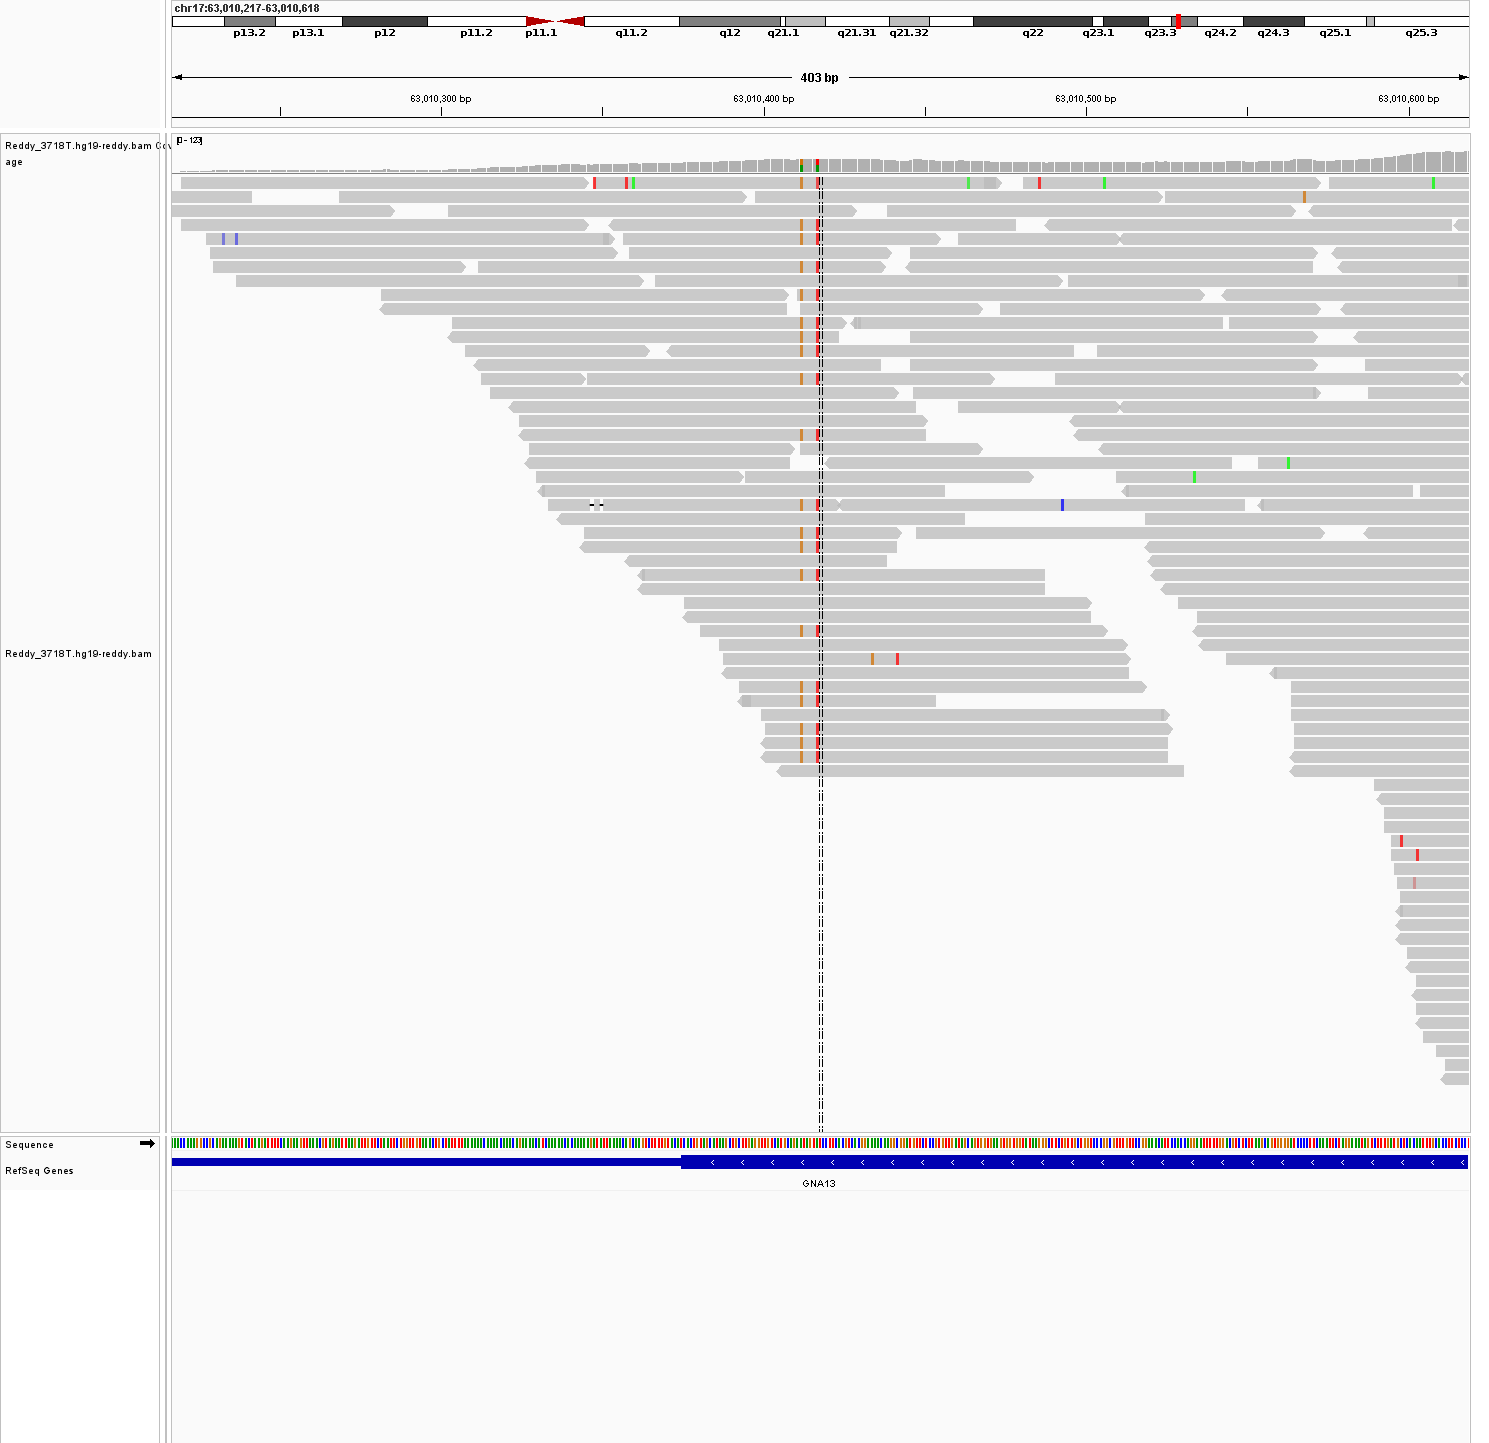 chr17:63,010,217-63,010,618
p13.2 p13.1 p12 p11.2 p11.1 q11.2 q12 q21.1 q21.31 q21.32 q22 q23.1 q23.3 q24.2 q24.3 q25.1 q25.3
403 bp
63,010,300 bp 63,010,400 bp 63,010,500 bp 63,010,600 bp
[0 - 123]
Reddy_3718T.hg19-reddy.bam Cov
age
Reddy_3718T.hg19-reddy.bam
Sequence
RefSeq Genes
GNA13